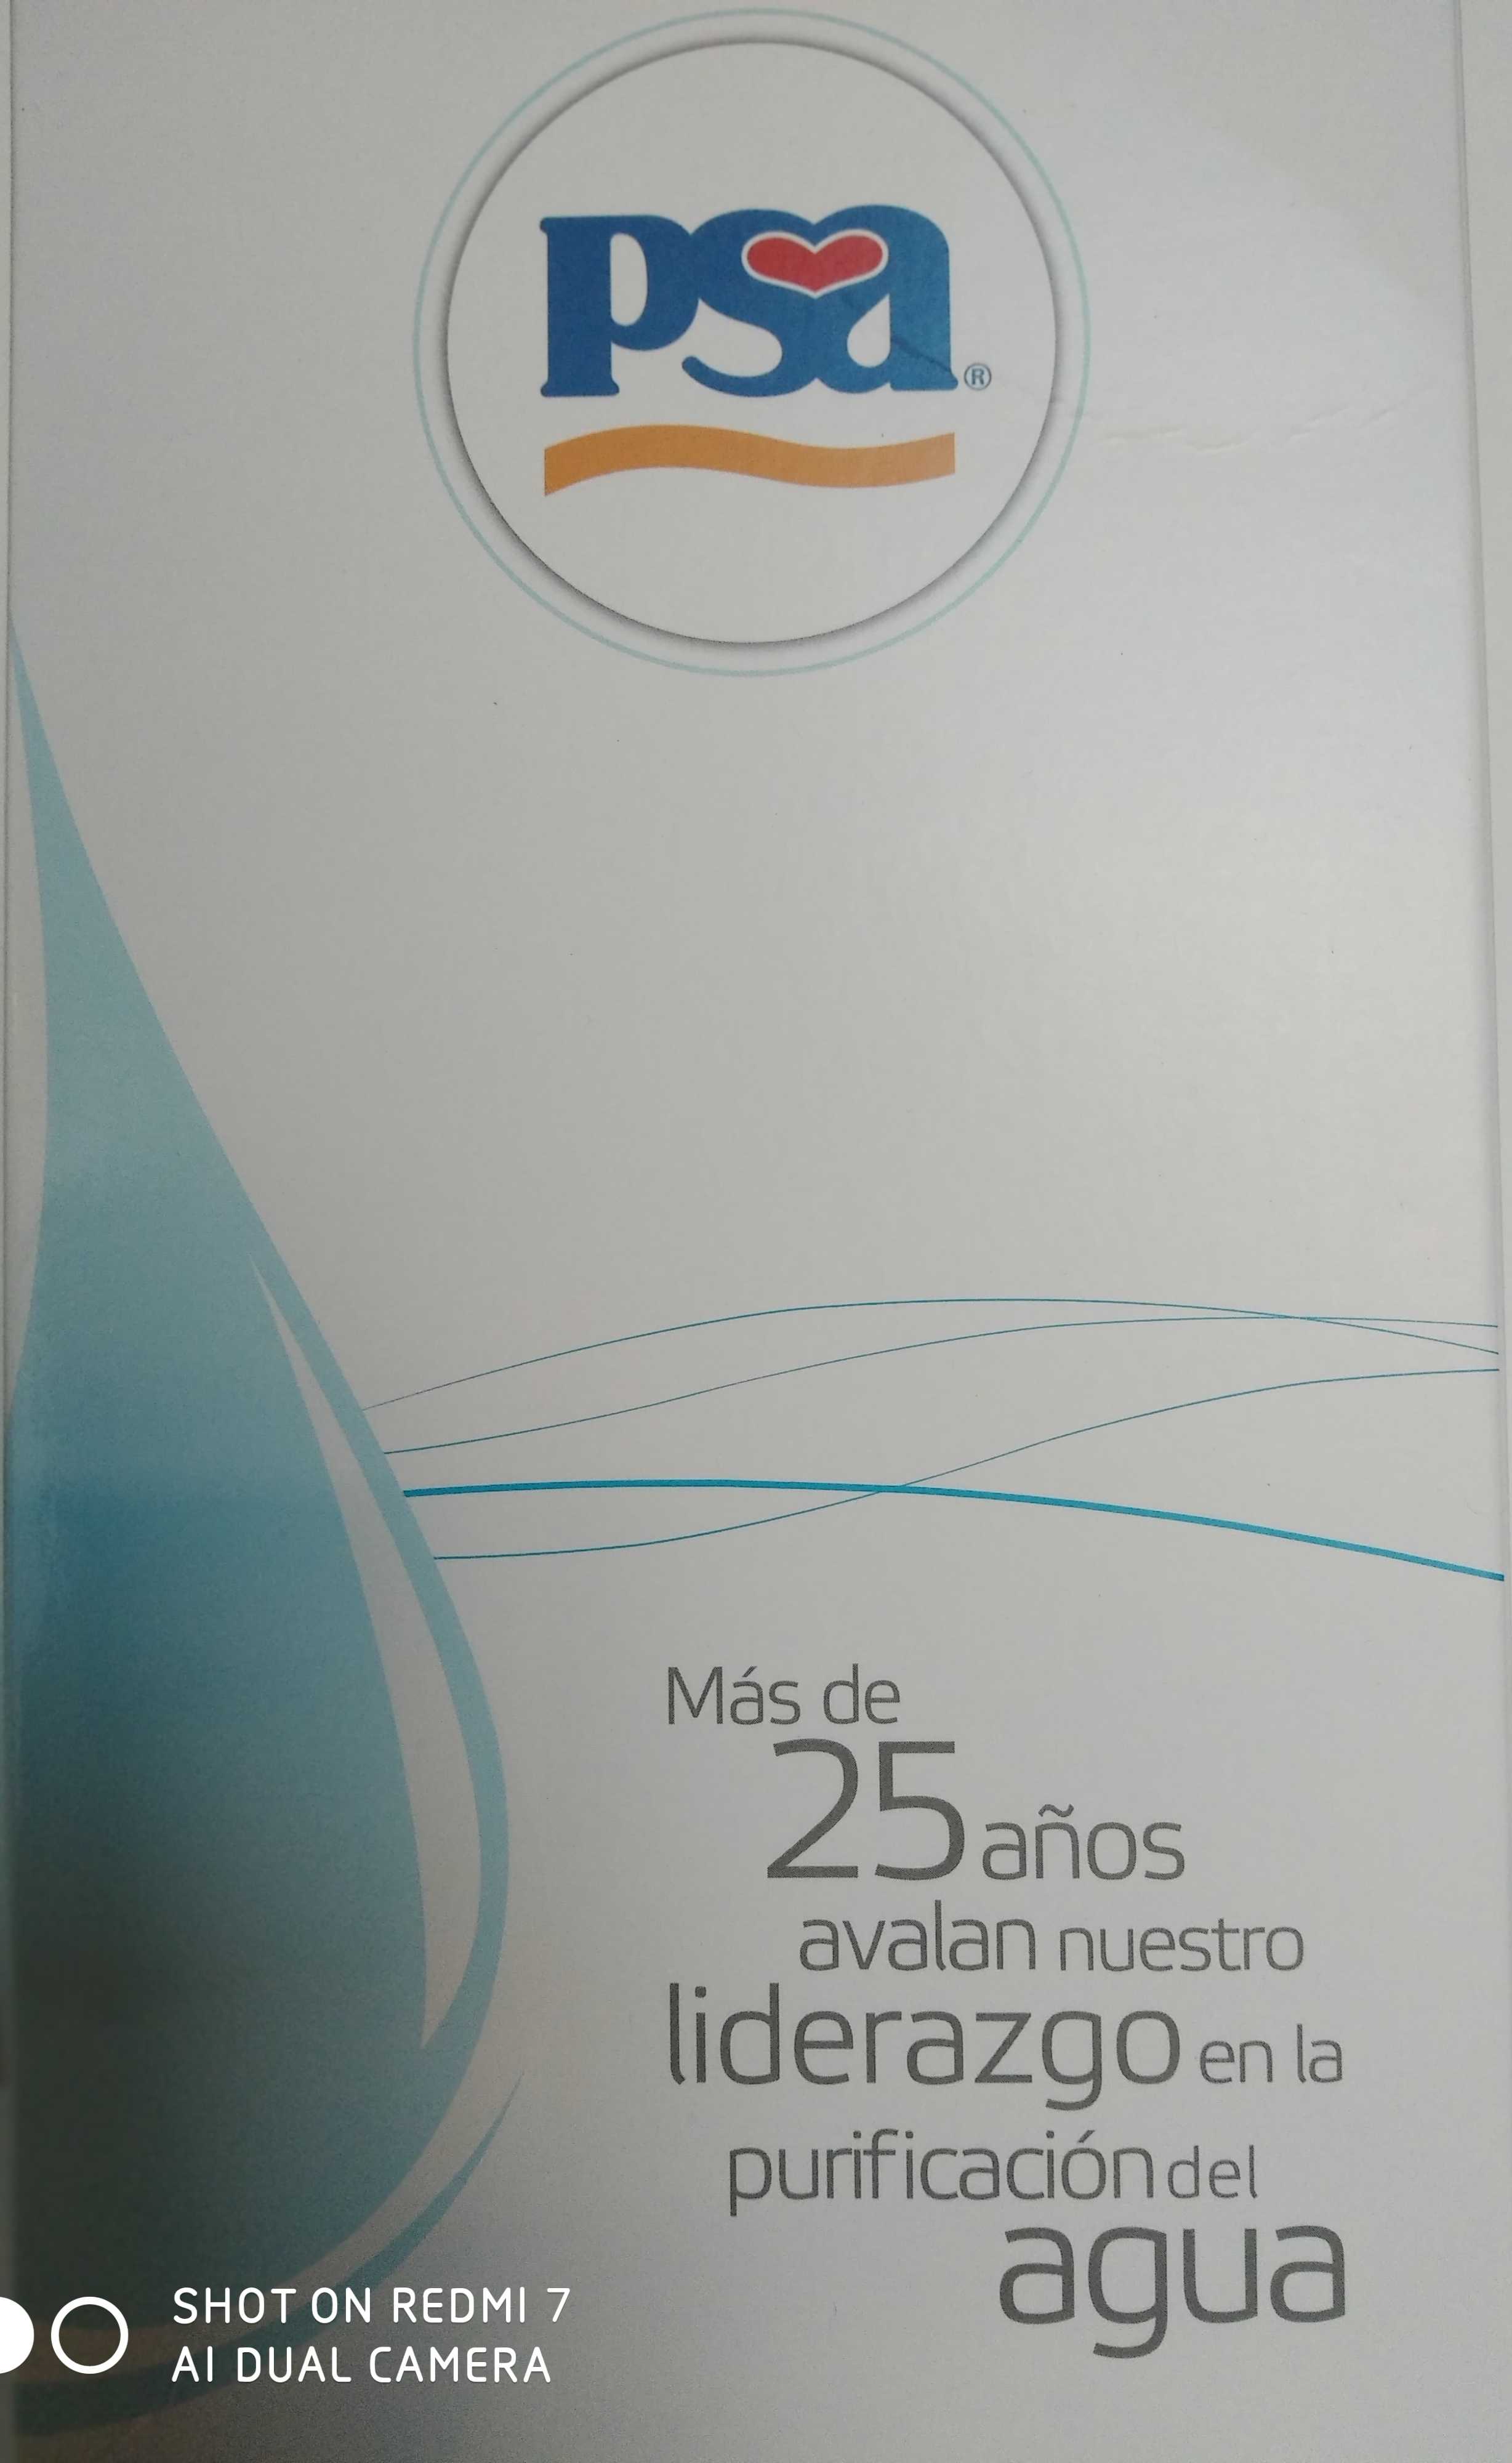 psa®
Más de
25 años
avalan nuestro
liderazgo en la
purificación del
agua
SHOT ON REDMI 7
AI DUAL CAMERA